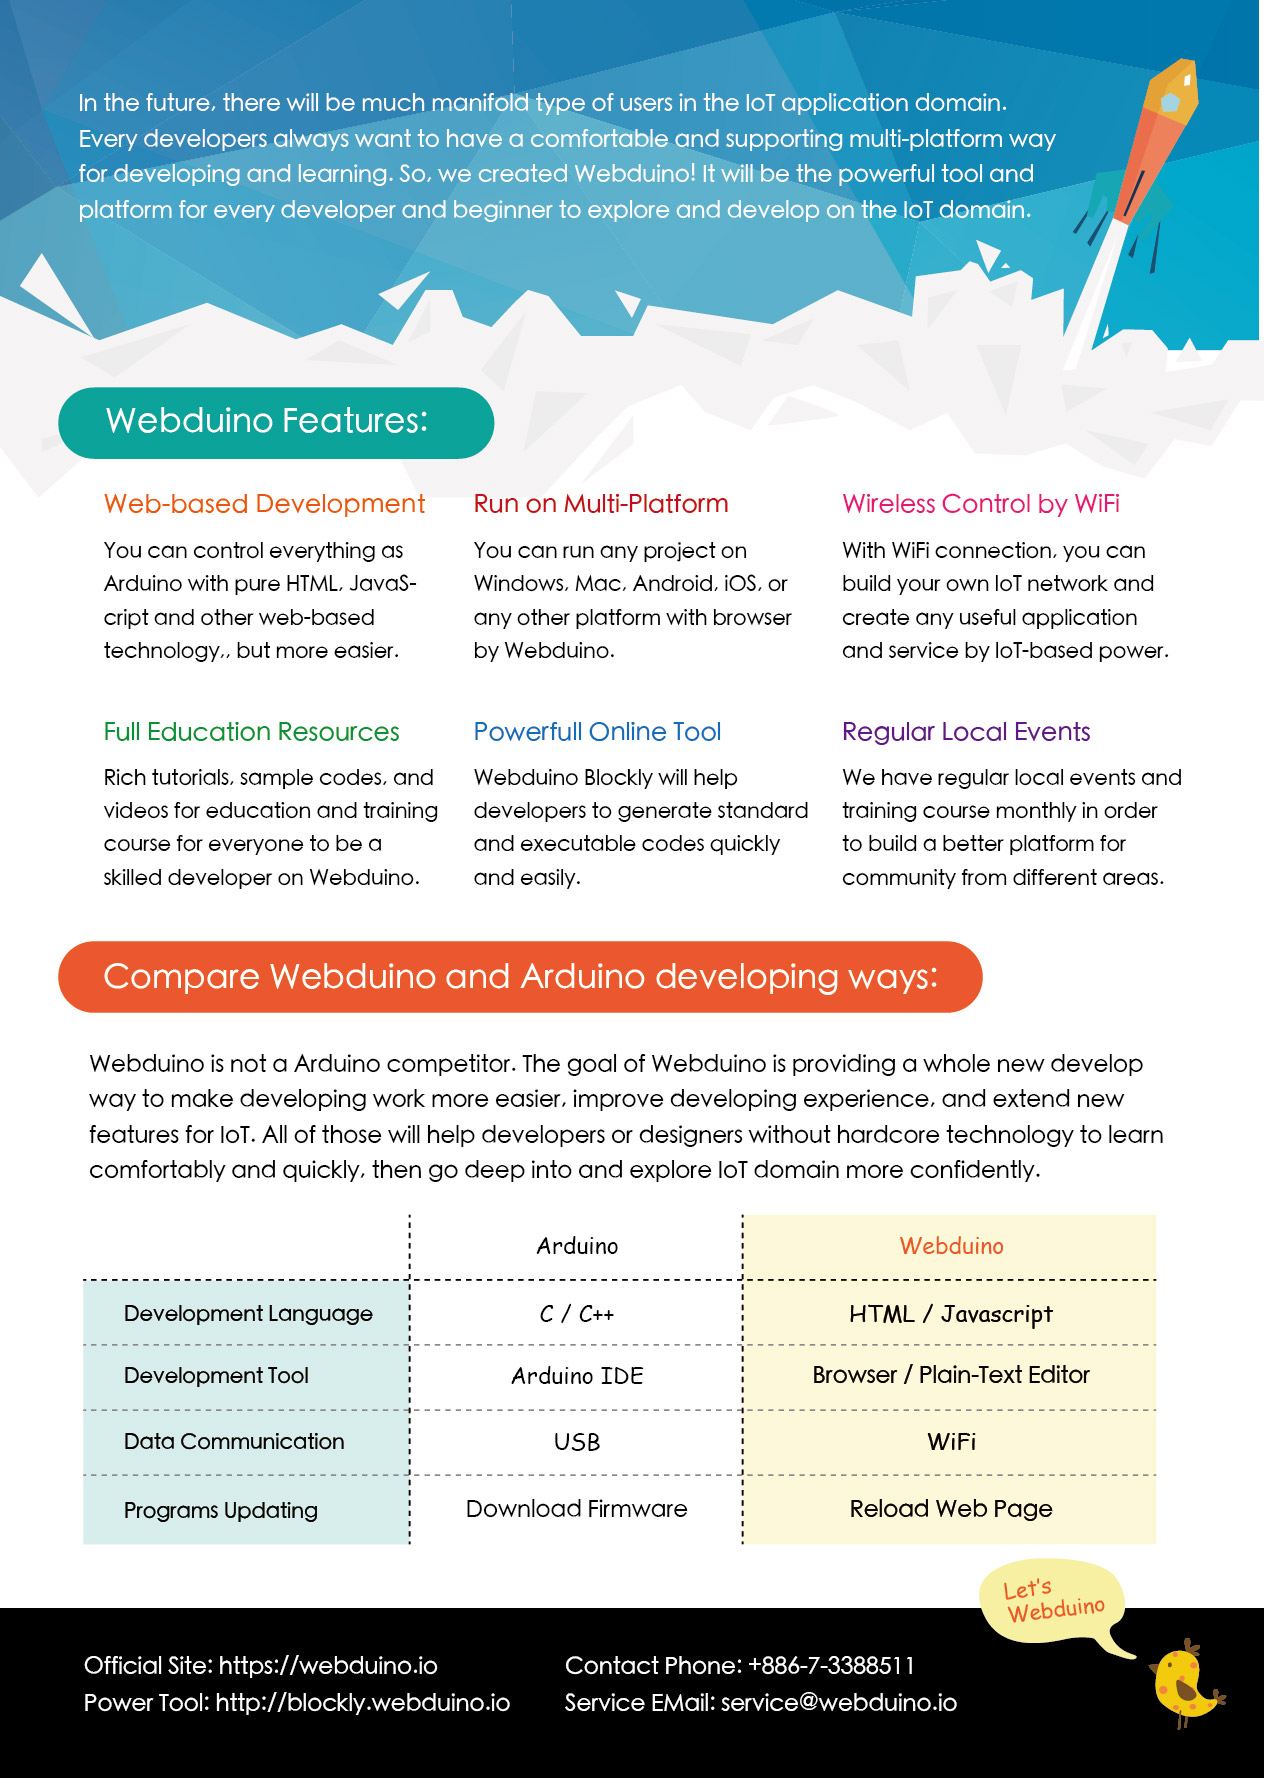 In the future, there will be much manifold type of users in the IoT application domain.
Every developers always want to have a comfortable and supporting multi-platform way
for developing and learning. So, we created Webduino! It will be the powerful tool and
platform for every developer and beginner to explore and develop on the IoT domain.
Webduino Features:
Web-based Development
You can control everything as
Arduino with pure HTML, JavaS-
cript and other web-based
technology,, but more easier.
Run on Multi-Platform
You can run any project on
Windows, Mac, Android, iOS, or
any other platform with browser
by Webduino.
Wireless Control by WiFi
With WiFi connection, you can
build your own IoT network and
create any useful application
and service by IoT-based power.
Full Education Resources
Rich tutorials, sample codes, and
videos for education and training
course for everyone to be a
skilled developer on Webduino.
Powerfull Online Tool
Webduino Blockly will help
developers to generate standard
and executable codes quickly
and easily.
Regular Local Events
We have regular local events and
training course monthly in order
to build a better platform for
community from different areas.
Compare Webduino and Arduino developing ways:
Webduino is not a Arduino competitor. The goal of Webduino is providing a whole new develop
way to make developing work more easier, improve developing experience, and extend new
features for IoT. All of those will help developers or designers without hardcore technology to learn
comfortably and quickly, then go deep into and explore IoT domain more confidently.
Arduino Webduino
Development Language C / C++ HTML / Javascript
Development Tool Arduino IDE Browser / Plain-Text Editor
Data Communication USB WiFi
Programs Updating Download Firmware Reload Web Page
Let's
Webduino
Official Site: https://webduino.io
Power Tool: http://blockly.webduino.io
Contact Phone: +886-7-3388511
Service EMail: service@webduino.io